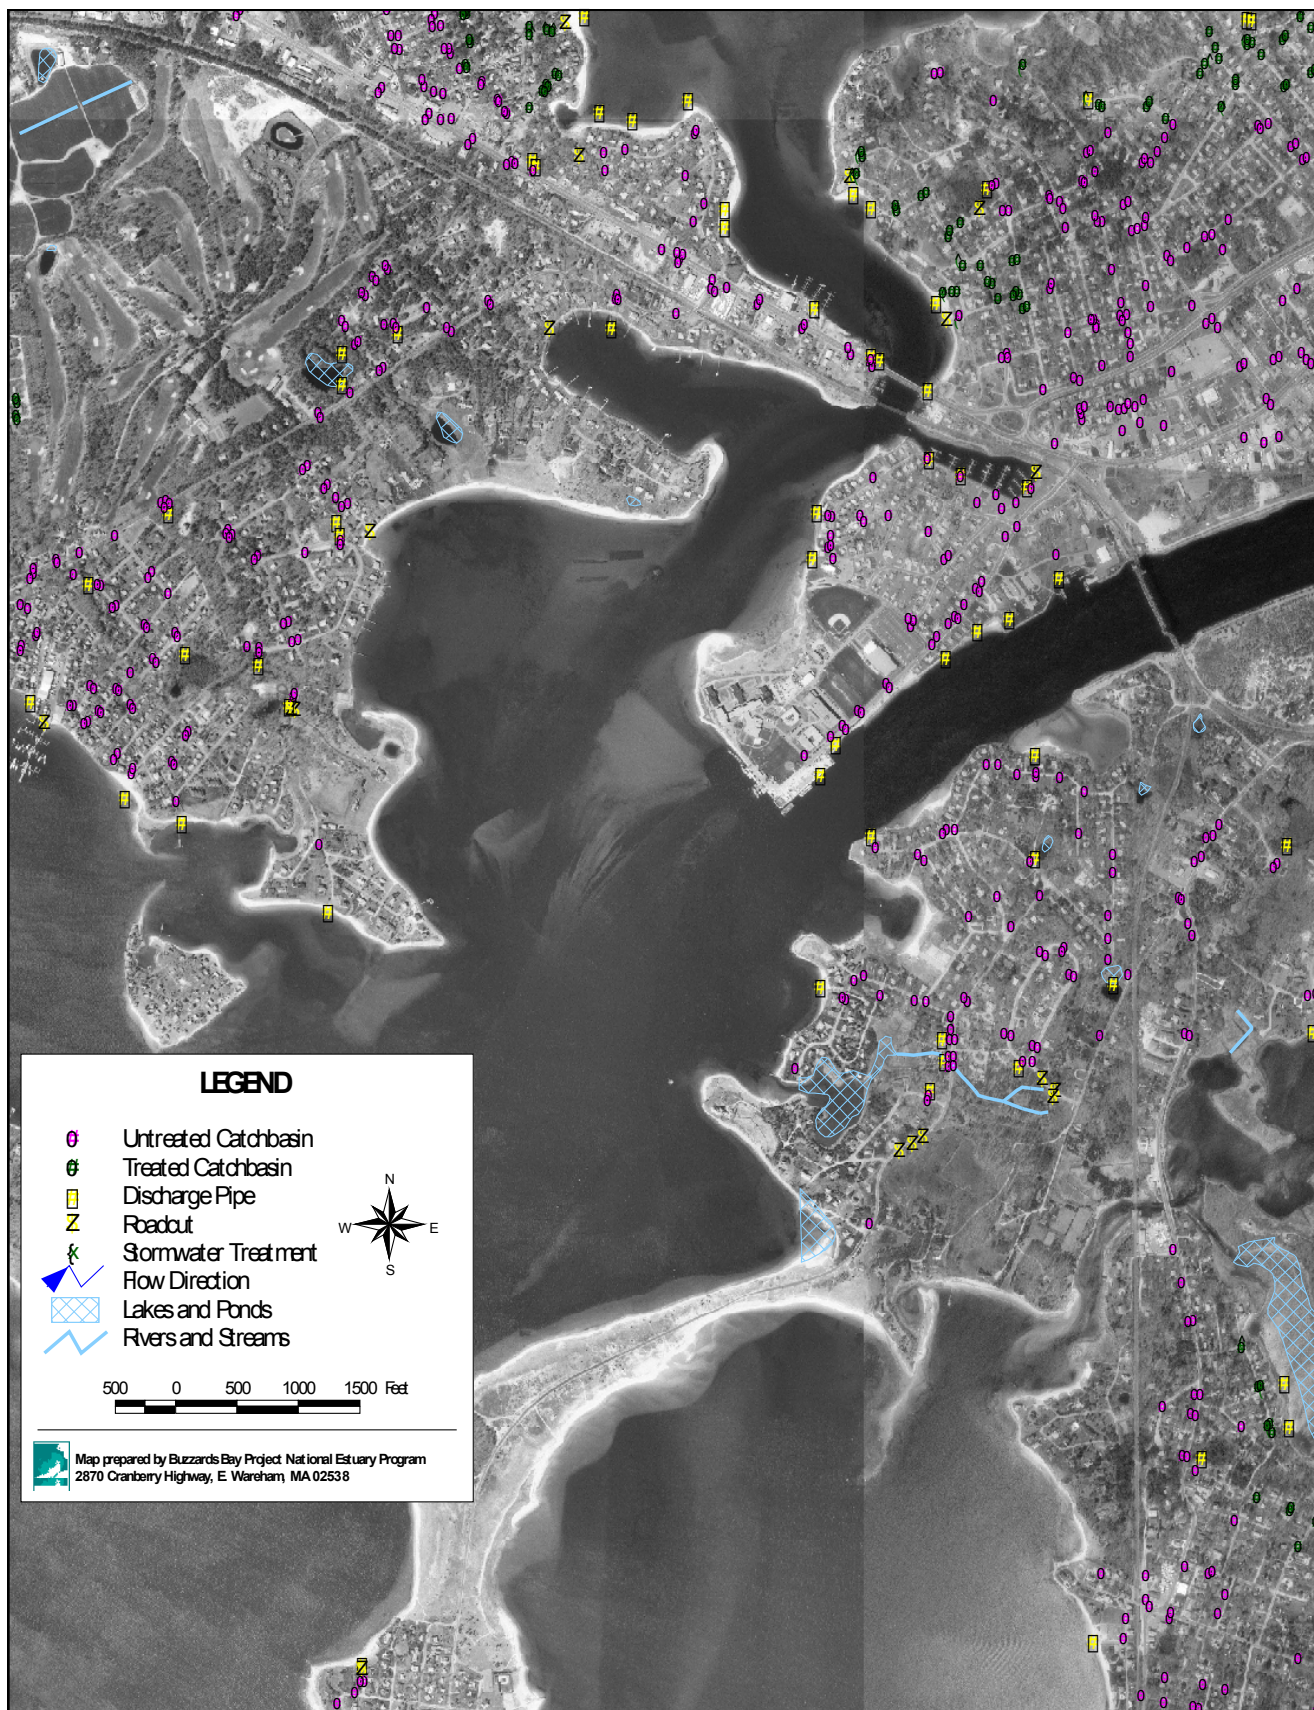 LEGEND
Untreated Catchbasin
Treated Catchbasin
Discharge Pipe
Roadcut
Stormwater Treatment
Flow Direction
Lakes and Ponds
Rivers and Streams
N
W E
S
500 0 500 1000 1500 Feet
Map prepared by Buzzards Bay Project National Estuary Program
2870 Cranberry Highway, E. Wareham, MA 02538